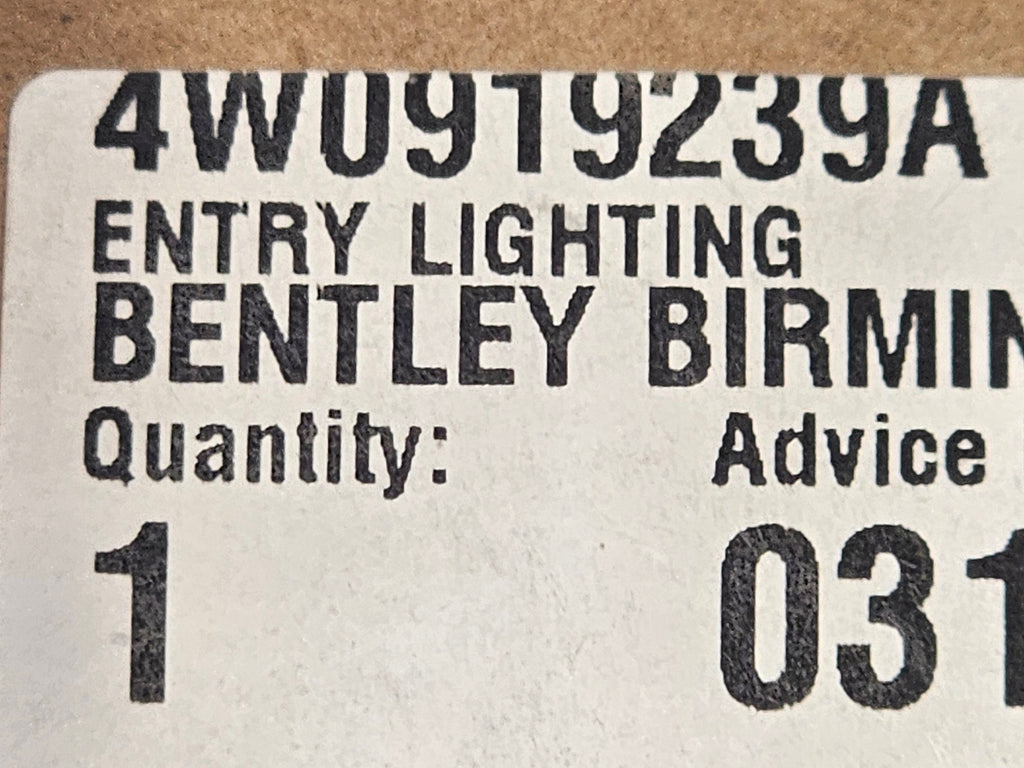 4W0919239A
ENTRY LIGHTING
BENTLEY BIRMIN
Quantity: Advice
1 031